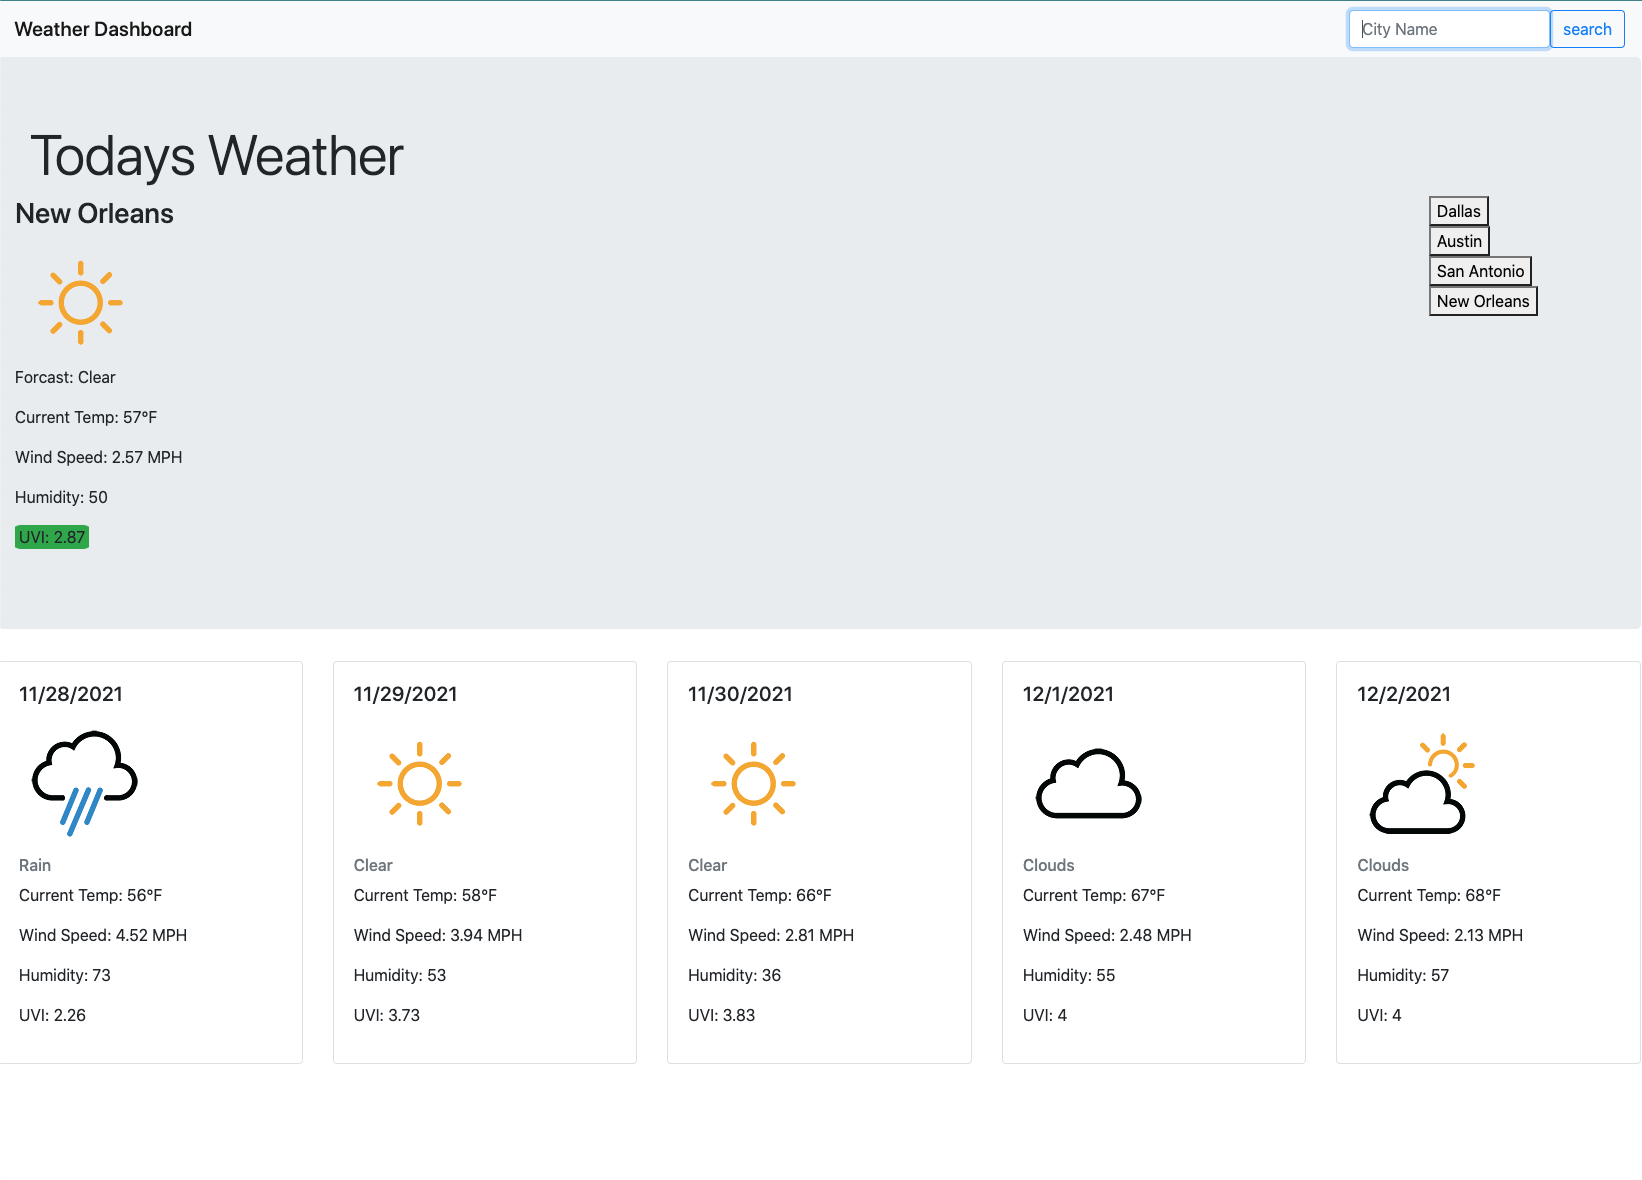 Weather Dashboard
City Name
search
Todays Weather
New Orleans
Dallas
Austin
San Antonio
New Orleans
Forcast: Clear
Current Temp: 57°F
Wind Speed: 2.57 MPH
Humidity: 50
UVI: 2.87
11/28/2021
Rain
Current Temp: 56°F
Wind Speed: 4.52 MPH
Humidity: 73
UVI: 2.26
11/29/2021
Clear
Current Temp: 58°F
Wind Speed: 3.94 MPH
Humidity: 53
UVI: 3.73
11/30/2021
Clear
Current Temp: 66°F
Wind Speed: 2.81 MPH
Humidity: 36
UVI: 3.83
12/1/2021
Clouds
Current Temp: 67°F
Wind Speed: 2.48 MPH
Humidity: 55
UVI: 4
12/2/2021
Clouds
Current Temp: 68°F
Wind Speed: 2.13 MPH
Humidity: 57
UVI: 4